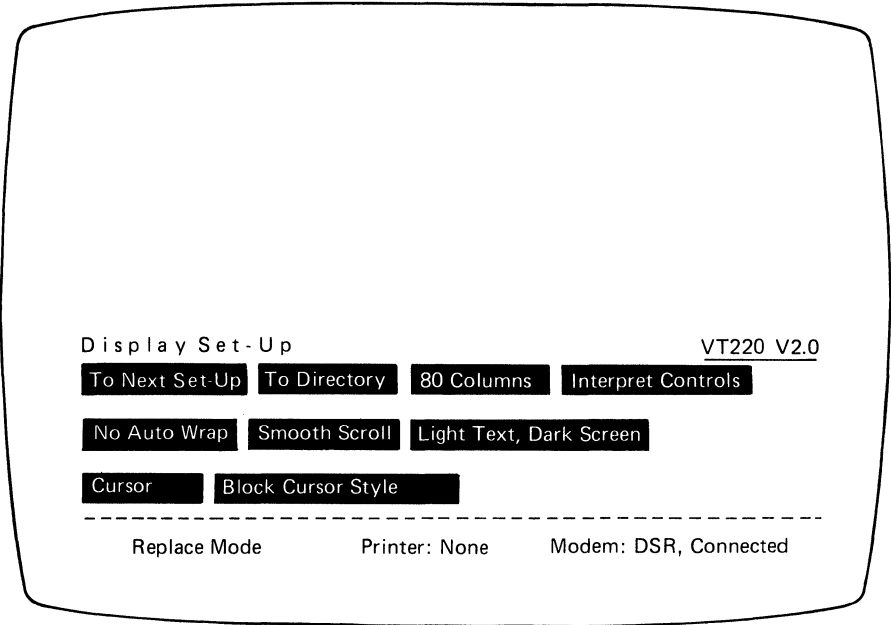 Display Set-Up VT220 V2.0
To Next Set-Up To Directory 80 Columns Interpret Controls
No Auto Wrap Smooth Scroll Light Text, Dark Screen
Cursor Block Cursor Style
Replace Mode Printer: None Modem: DSR, Connected